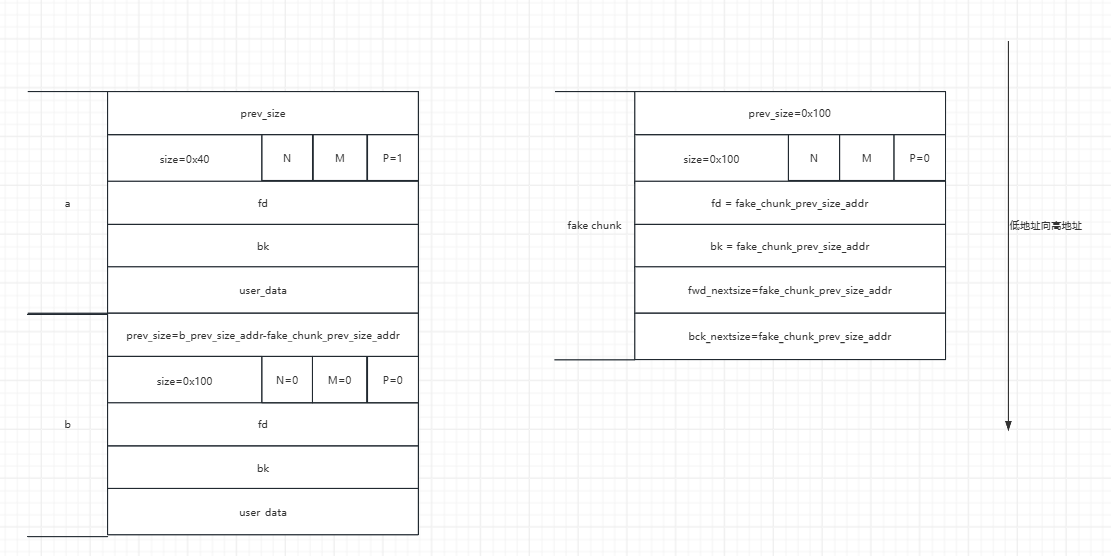 prev_size
size=0x40
N
M
P=1
a
fd
bk
user_data
prev_size=b_prev_size_addr-fake_chunk_prev_size_addr
size=0x100
N=0
M=0
P=0
b
fd
bk
user_data
prev_size=0x100
size=0x100
N
M
P=0
fake chunk
fd = fake_chunk_prev_size_addr
bk = fake_chunk_prev_size_addr
fwd_nextsize=fake_chunk_prev_size_addr
bck_nextsize=fake_chunk_prev_size_addr
低地址向高地址